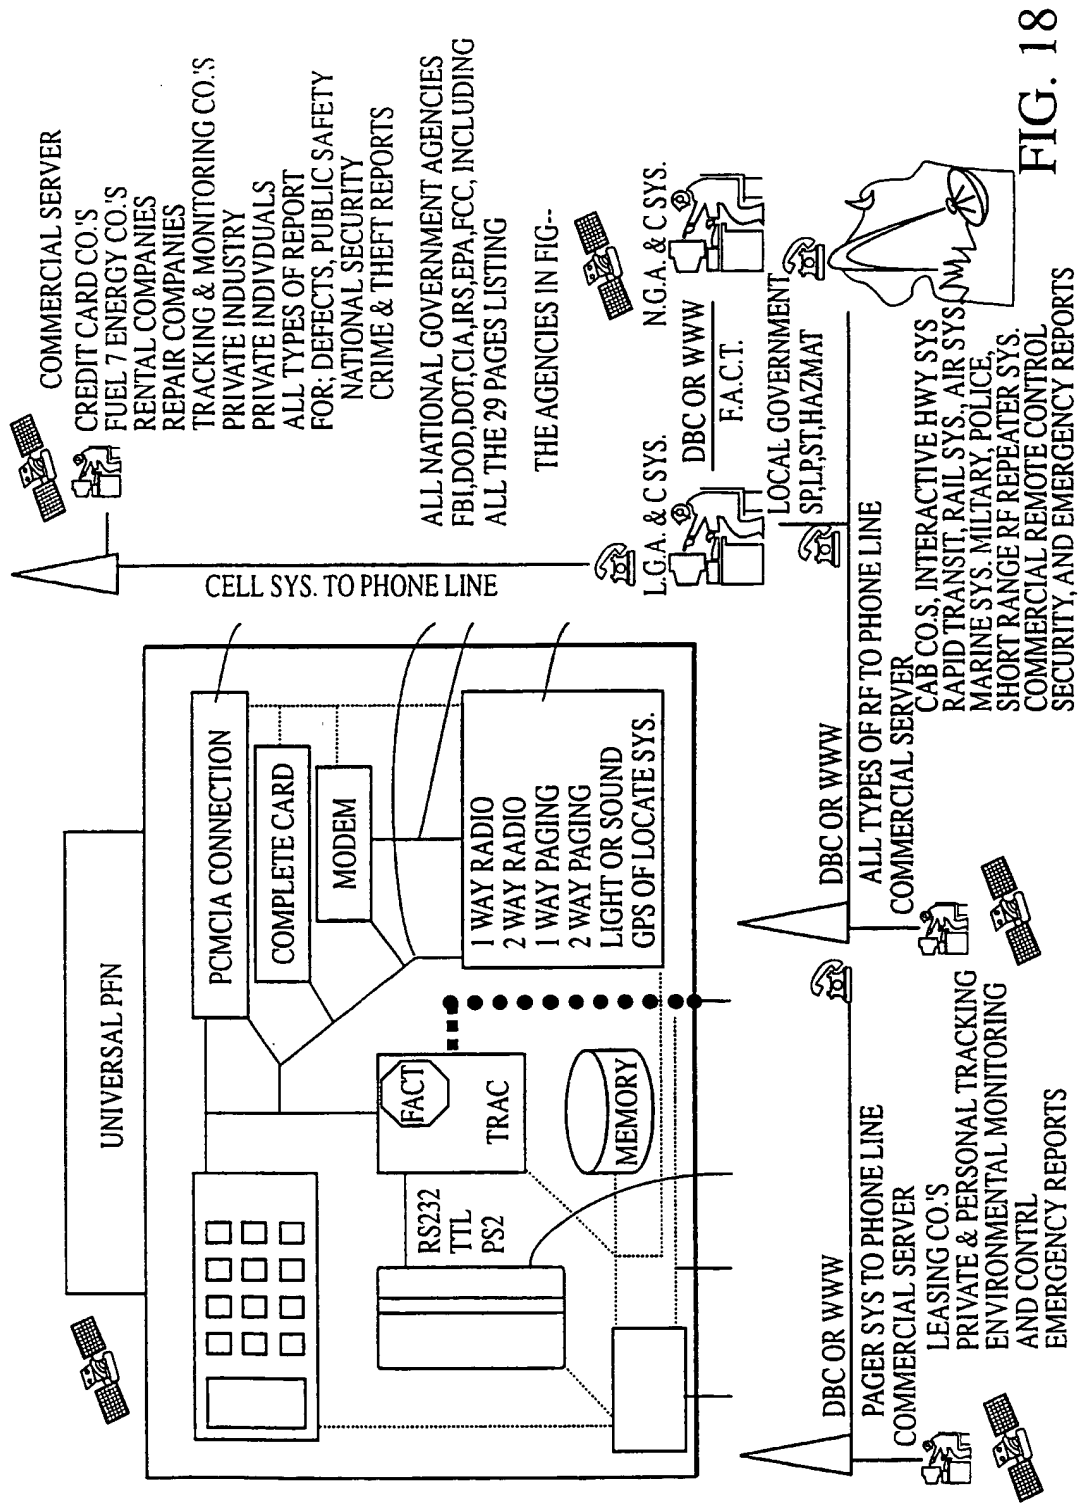 UNIVERSAL PFN
PCMCIA CONNECTION
COMPLETE CARD
MODEM
1 WAY RADIO
2 WAY RADIO
1 WAY PAGING
2 WAY PAGING
LIGHT OR SOUND
GPS OF LOCATE SYS.
FACT
TRAC
RS232
TTL
PS2
MEMORY
COMMERCIAL SERVER
CREDIT CARD CO.'S
FUEL 7 ENERGY CO.'S
RENTAL COMPANIES
REPAIR COMPANIES
TRACKING & MONITORING CO.'S
PRIVATE INDUSTRY
PRIVATE INDIVDUALS
ALL TYPES OF REPORT
FOR; DEFECTS, PUBLIC SAFETY
NATIONAL SECURITY
CRIME & THEFT REPORTS
CELL SYS. TO PHONE LINE
ALL NATIONAL GOVERNMENT AGENCIES
FBI,DOD,DOT,CIA,IRS,EPA,FCC, INCLUDING
ALL THE 29 PAGES LISTING
THE AGENCIES IN FIG--
L.G.A. & C SYS.
N.G.A. & C SYS.
DBC OR WWW
F.A.C.T.
LOCAL GOVERNMENT
SP,LP,ST,HAZMAT
DBC OR WWW
PAGER SYS TO PHONE LINE
COMMERCIAL SERVER
LEASING CO.'S
PRIVATE & PERSONAL TRACKING
ENVIRONMENTAL MONITORING
AND CONTRL
EMERGENCY REPORTS
DBC OR WWW
ALL TYPES OF RF TO PHONE LINE
COMMERCIAL SERVER
CAB CO.S, INTERACTIVE HWY SYS
RAPID TRANSIT, RAIL SYS., AIR SYS.
MARINE SYS. MILTARY, POLICE,
SHORT RANGE RF REPEATER SYS.
COMMERCIAL REMOTE CONTROL
SECURITY, AND EMERGENCY REPORTS
FIG. 18